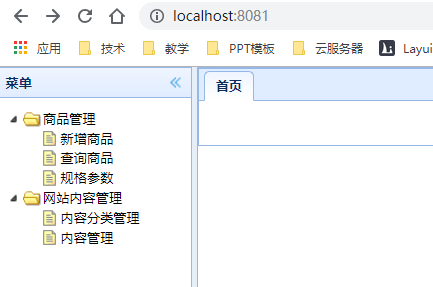 localhost:8081
应用 技术 教学 PPT模板 云服务器 Layui
菜单
首页
商品管理
新增商品
查询商品
规格参数
网站内容管理
内容分类管理
内容管理